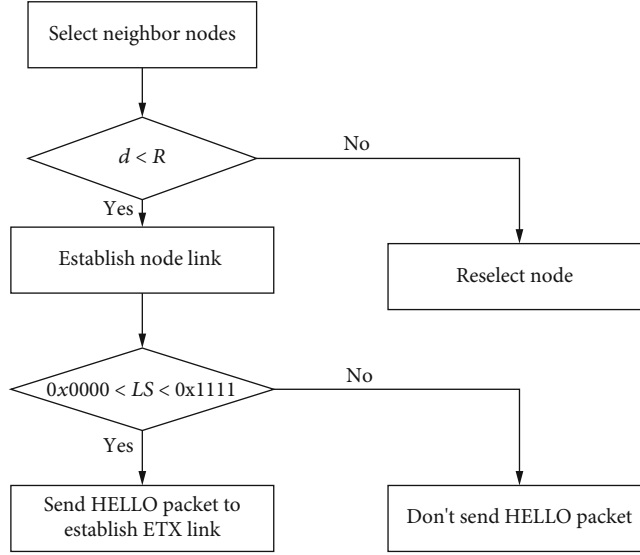 Select neighbor nodes
d < R
No
Yes
Establish node link
Reselect node
0x0000 < LS < 0x1111
No
Yes
Send HELLO packet to
establish ETX link
Don't send HELLO packet